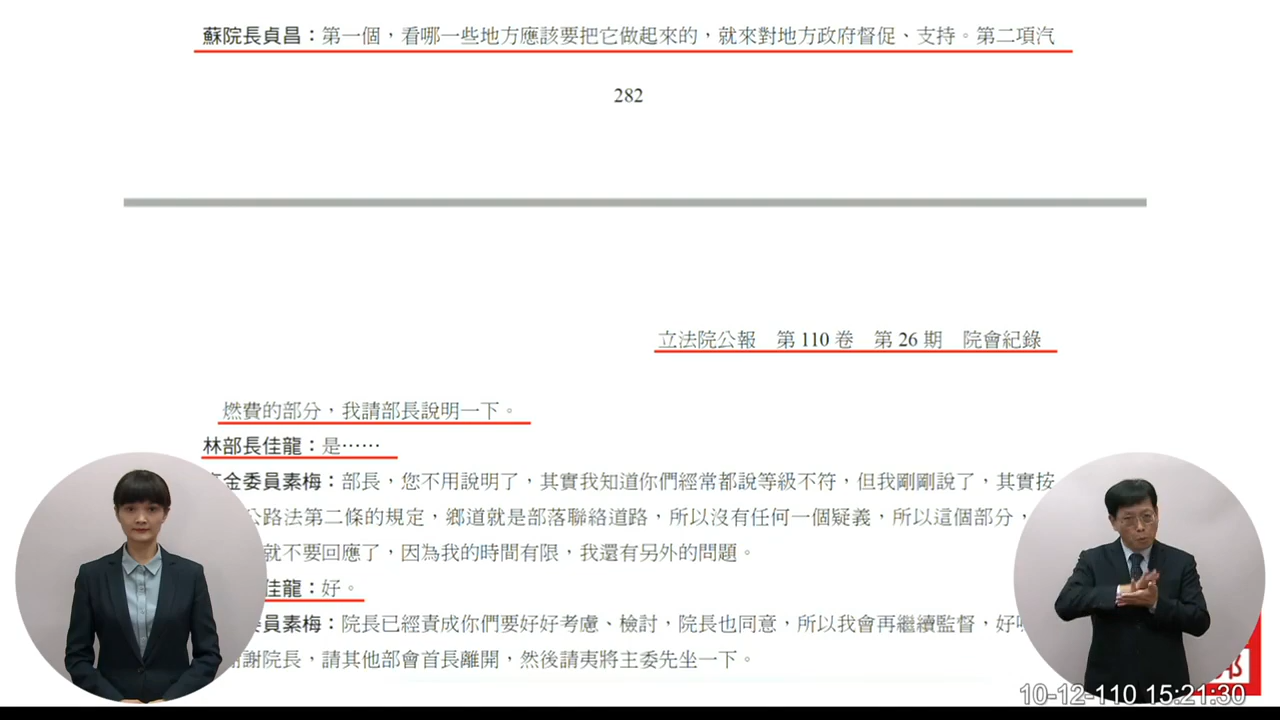 蘇院長貞昌：第一個，看哪一些地方應該要把它做起來的，就來對地方政府督促、支持。第二項汽
282
立法院公報　第 110 卷　第 26 期　院會紀錄
燃費的部分，我請部長說明一下。
林部長佳龍：是⋯⋯
金委員素梅：部長，您不用說明了，其實我知道你們經常都說等級不符，但我剛剛說了，其實按
公路法第二條的規定，鄉道就是部落聯絡道路，所以沒有任何一個疑義，所以這個部分，
就不要回應了，因為我的時間有限，我還有另外的問題。
佳龍：好。
委員素梅：院長已經責成你們要好好考慮、檢討，院長也同意，所以我會再繼續監督，好
謝院長，請其他部會首長離開，然後請夷將主委先坐一下。
10-12-110 15:21:30